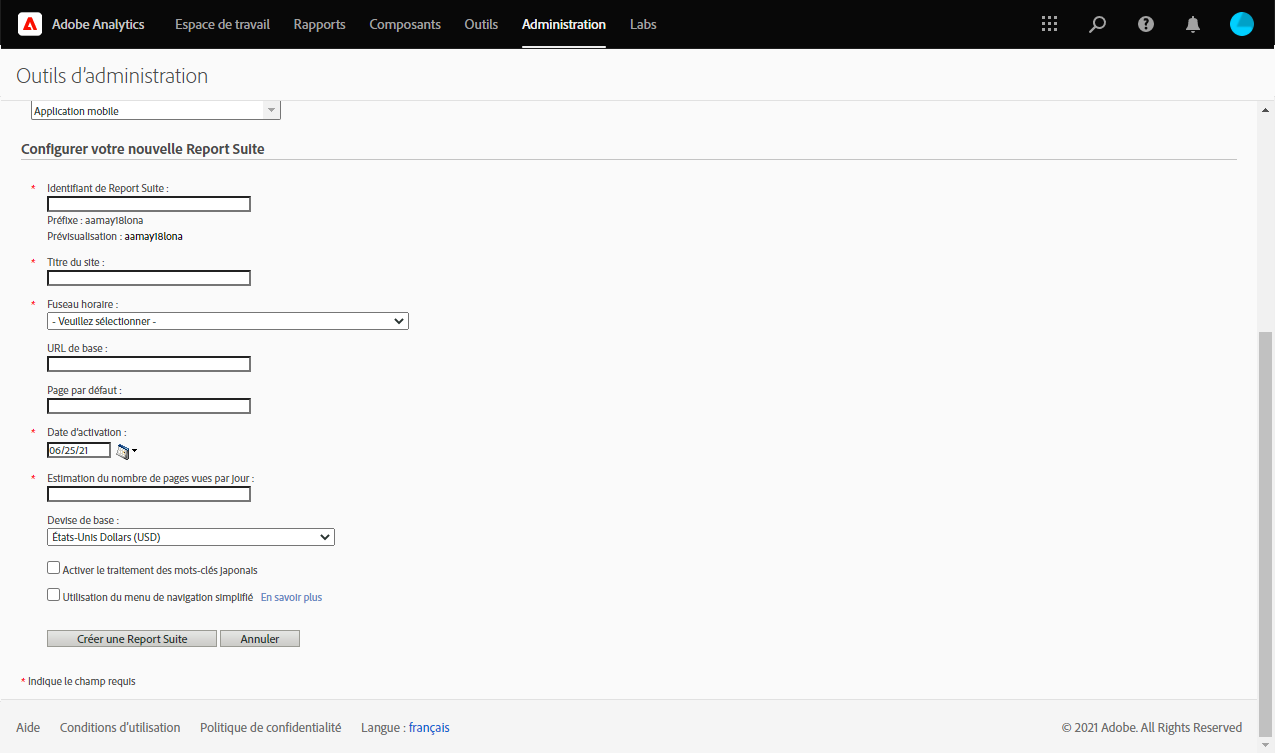 Adobe Analytics Espace de travail Rapports Composants Outils Administration Labs
Outils d'administration
Application mobile
Configurer votre nouvelle Report Suite
* Identifiant de Report Suite :
Préfixe : aamay18lona
Prévisualisation : aamay18lona
* Titre du site :
* Fuseau horaire :
- Veuillez sélectionner -
URL de base :
Page par défaut :
* Date d'activation :
06/25/21
* Estimation du nombre de pages vues par jour :
Devise de base :
États-Unis Dollars (USD)
Activer le traitement des mots-clés japonais
Utilisation du menu de navigation simplifié En savoir plus
Créer une Report Suite Annuler
* Indique le champ requis
Aide Conditions d'utilisation Politique de confidentialité Langue : français © 2021 Adobe. All Rights Reserved